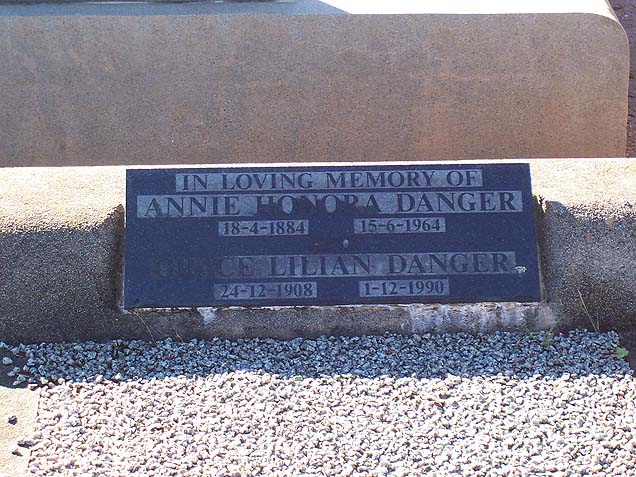 IN LOVING MEMORY OF
ANNIE HONORA DANGER
18-4-1884 15-6-1964
GRACE LILIAN DANGER
24-12-1908 1-12-1990